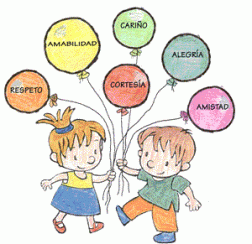 CARIÑO
AMABILIDAD
ALEGRÍA
RESPETO
CORTESÍA
AMISTAD